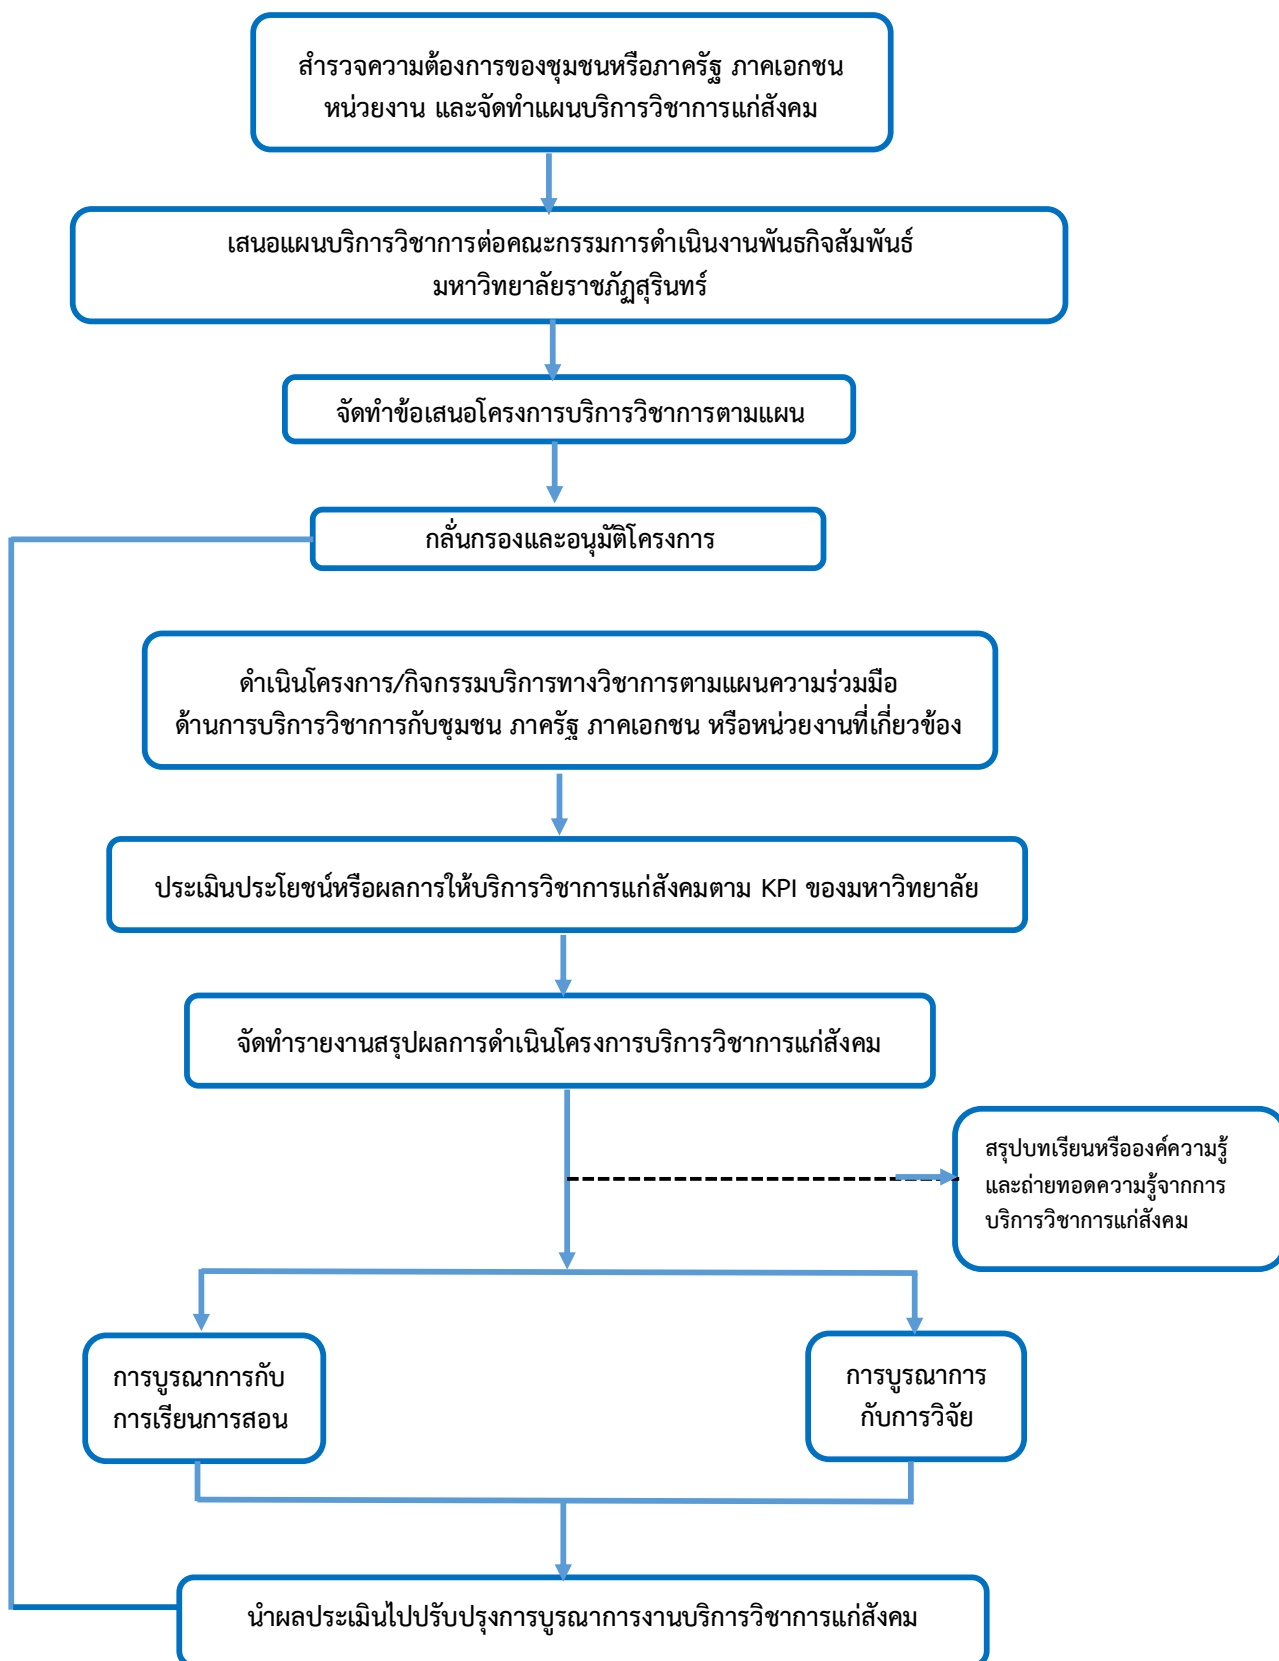 สำรวจความต้องการของชุมชนหรือภาครัฐ ภาคเอกชน
หน่วยงาน และจัดทำแผนบริการวิชาการแก่สังคม
เสนอแผนบริการวิชาการต่อคณะกรรมการดำเนินงานพันธกิจสัมพันธ์
มหาวิทยาลัยราชภัฏสุรินทร์
จัดทำข้อเสนอโครงการบริการวิชาการตามแผน
กลั่นกรองและอนุมัติโครงการ
ดำเนินโครงการ/กิจกรรมบริการทางวิชาการตามแผนความร่วมมือ
ด้านการบริการวิชาการกับชุมชน ภาครัฐ ภาคเอกชน หรือหน่วยงานที่เกี่ยวข้อง
ประเมินประโยชน์หรือผลการให้บริการวิชาการแก่สังคมตาม KPI ของมหาวิทยาลัย
จัดทำรายงานสรุปผลการดำเนินโครงการบริการวิชาการแก่สังคม
สรุปบทเรียนหรือองค์ความรู้
และถ่ายทอดความรู้จากการ
บริการวิชาการแก่สังคม
การบูรณาการกับ
การเรียนการสอน
การบูรณาการ
กับการวิจัย
นำผลประเมินไปปรับปรุงการบูรณาการงานบริการวิชาการแก่สังคม